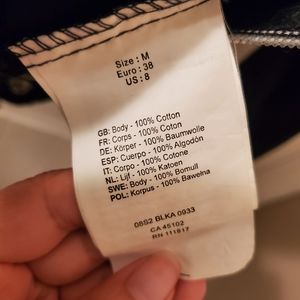 Size : M
Euro : 38
US : 8
GB: Body - 100% Cotton
FR: Corps - 100% Coton
DE: Körper - 100% Baumwolle
ESP: Cuerpo - 100% Algodón
IT: Corpo - 100% Cotone
NL: Lijf - 100% Katoen
SWE: Body - 100% Bomull
POL: Korpus - 100% Bawełna
08S2 BLKA 0933
CA 45102
RN 111817